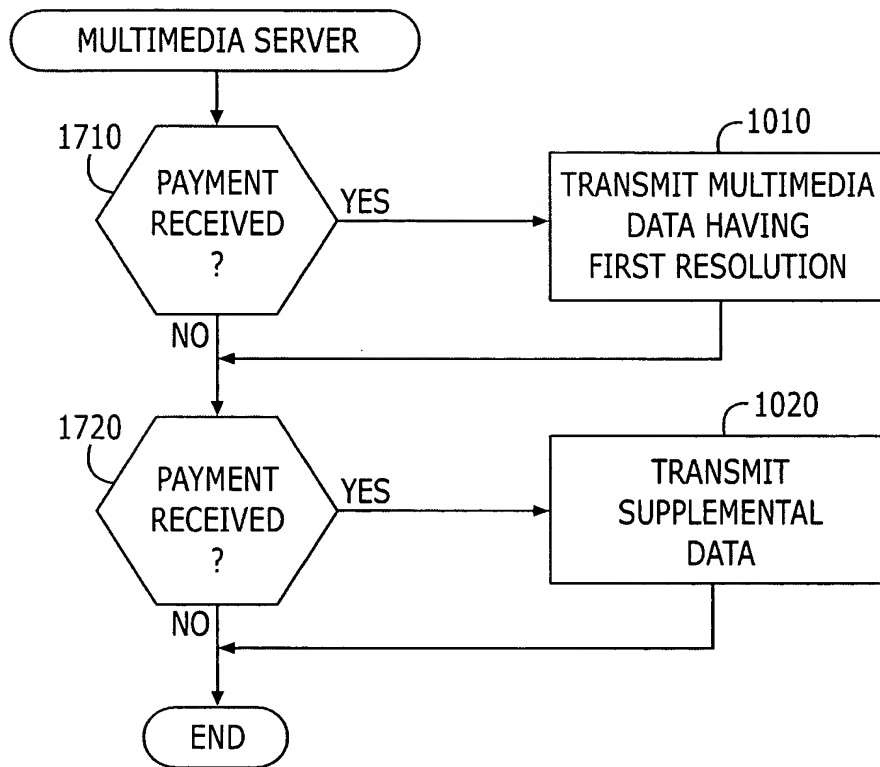 MULTIMEDIA SERVER
1710
PAYMENT
RECEIVED
?
YES
1010
TRANSMIT MULTIMEDIA
DATA HAVING
FIRST RESOLUTION
NO
1720
PAYMENT
RECEIVED
?
YES
1020
TRANSMIT
SUPPLEMENTAL
DATA
NO
END